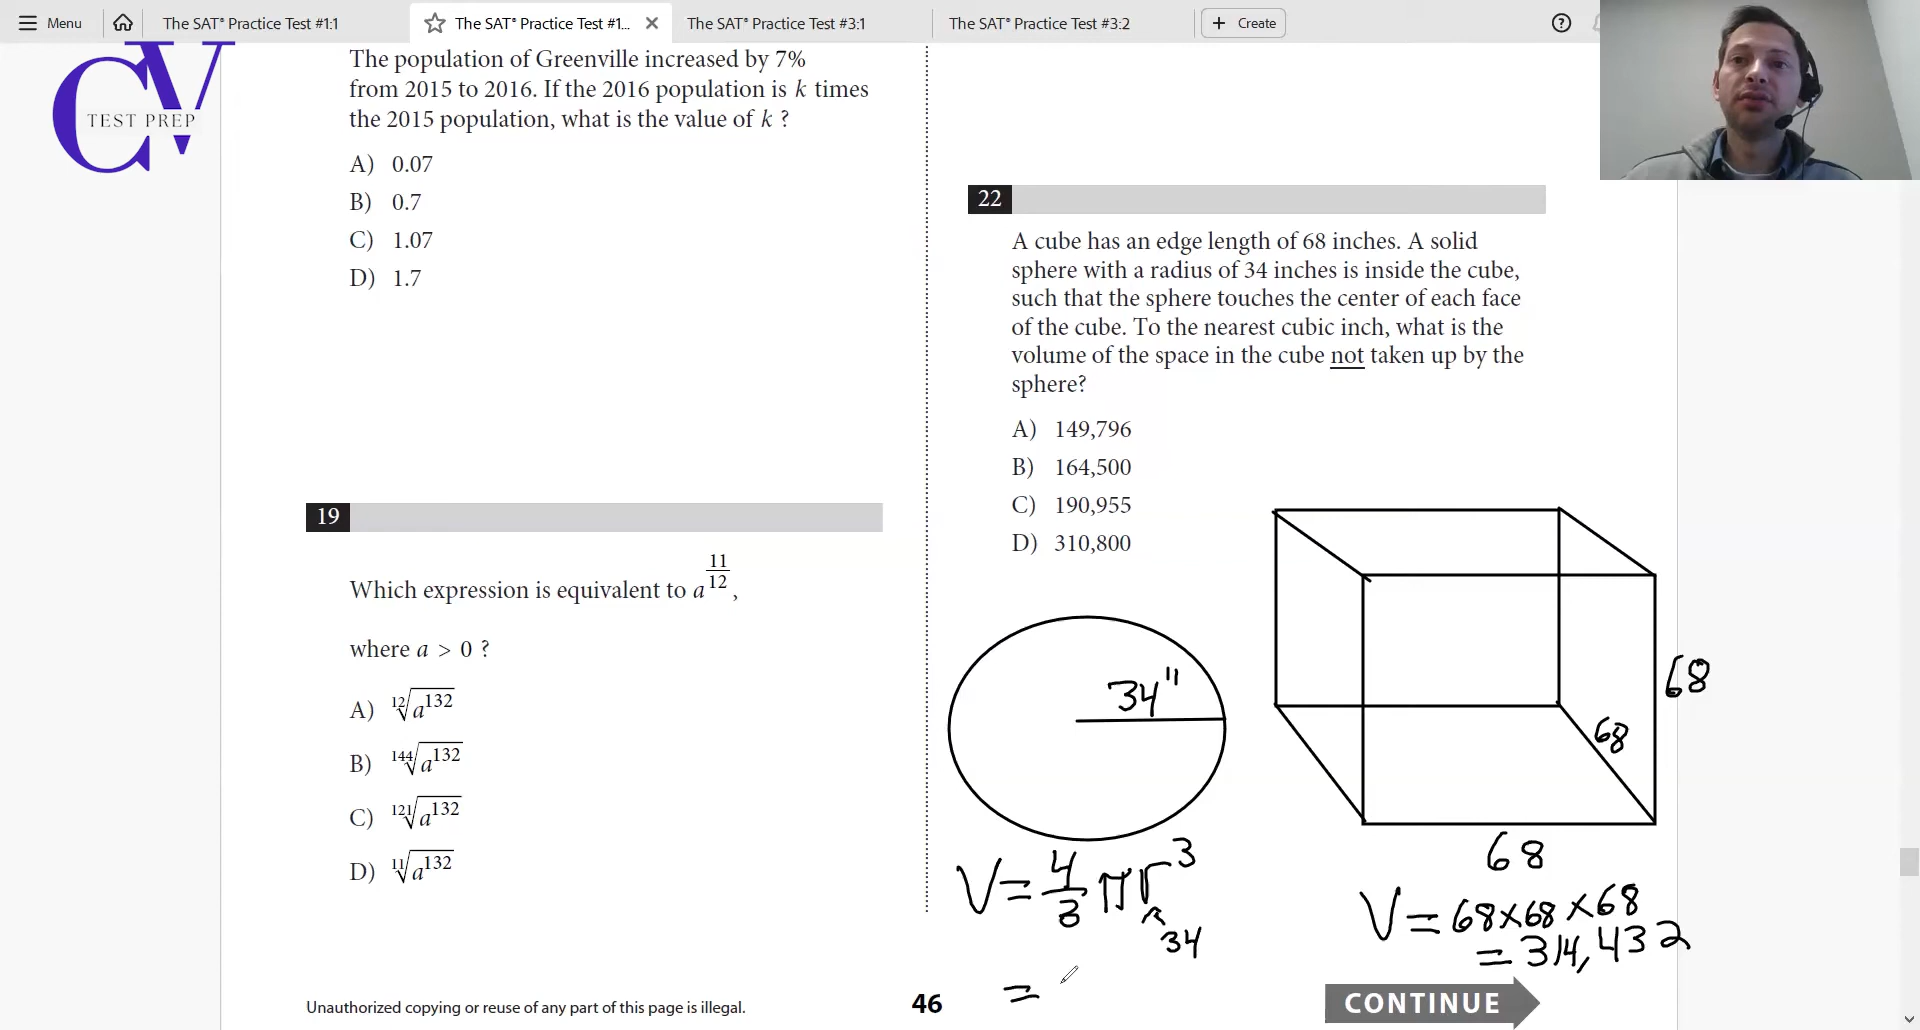 Menu
The SAT® Practice Test #1:1
The SAT® Practice Test #1...
The SAT® Practice Test #3:1
The SAT® Practice Test #3:2
+ Create
?
CV
TEST PREP
The population of Greenville increased by 7%
from 2015 to 2016. If the 2016 population is k times
the 2015 population, what is the value of k ?
A) 0.07
B) 0.7
C) 1.07
D) 1.7
19
Which expression is equivalent to a^(11/12),
where a > 0 ?
A) ¹²√a¹³²
B) ¹⁴⁴√a¹³²
C) ¹²¹√a¹³²
D) ¹¹√a¹³²
22
A cube has an edge length of 68 inches. A solid
sphere with a radius of 34 inches is inside the cube,
such that the sphere touches the center of each face
of the cube. To the nearest cubic inch, what is the
volume of the space in the cube not taken up by the
sphere?
A) 149,796
B) 164,500
C) 190,955
D) 310,800
34"
68
68
68
V = 4/3 πr³
34
=
V = 68×68×68
= 314,432
Unauthorized copying or reuse of any part of this page is illegal.
46
CONTINUE